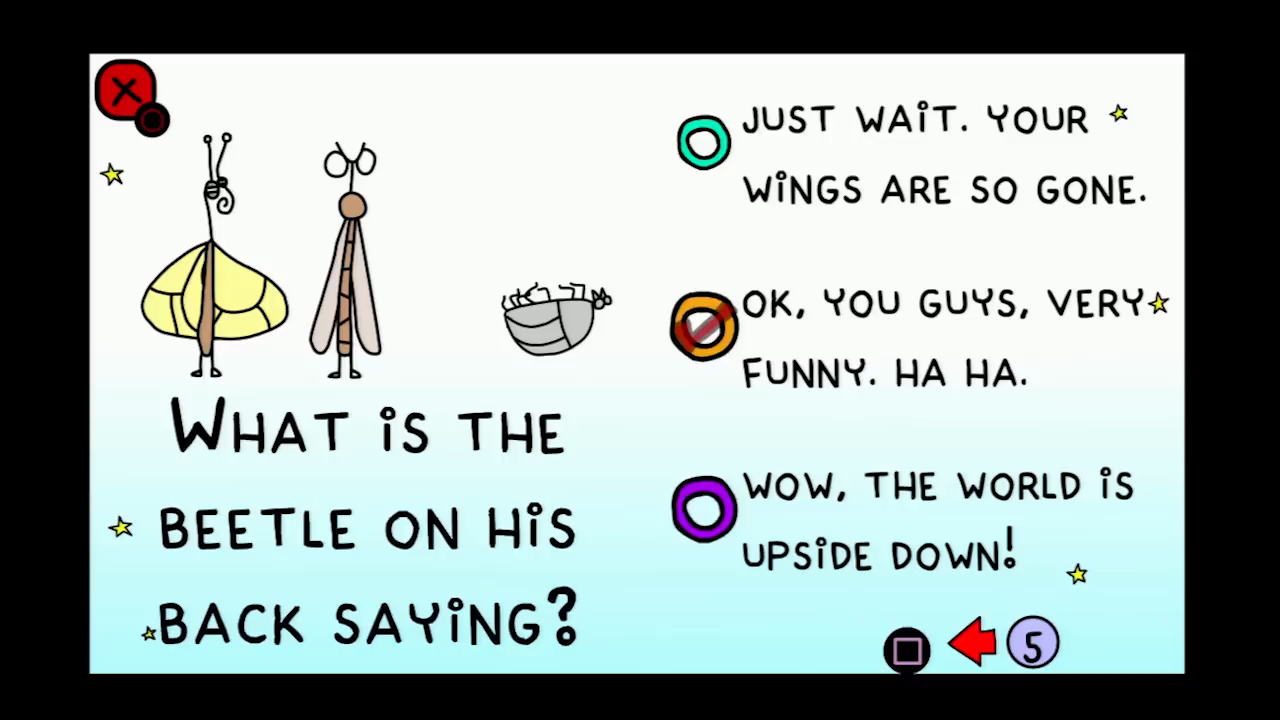 WHAT iS THE
BEETLE ON HiS
BACK SAYiNG?
JUST WAiT. YOUR
WiNGS ARE SO GONE.
OK, YOU GUYS, VERY
FUNNY. HA HA.
WOW, THE WORLD iS
UPSiDE DOWN!
5